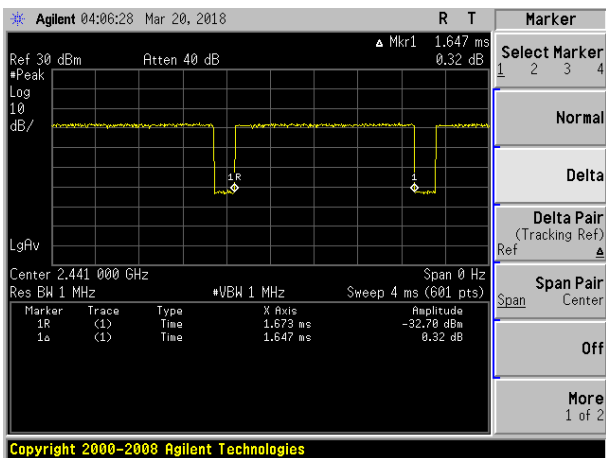 Agilent 04:06:28 Mar 20, 2018 R T
Δ Mkr1 1.647 ms
Ref 30 dBm Atten 40 dB 0.32 dB
#Peak
Log
10
dB/
1R 1
LgAv
Center 2.441 000 GHz Span 0 Hz
Res BW 1 MHz #VBW 1 MHz Sweep 4 ms (601 pts)
Marker Trace Type X Axis Amplitude
1R (1) Time 1.673 ms -32.70 dBm
1Δ (1) Time 1.647 ms 0.32 dB
Copyright 2000-2008 Agilent Technologies
Marker
Select Marker
1 2 3 4
Normal
Delta
Delta Pair
(Tracking Ref)
Ref Δ
Span Pair
Span Center
Off
More
1 of 2